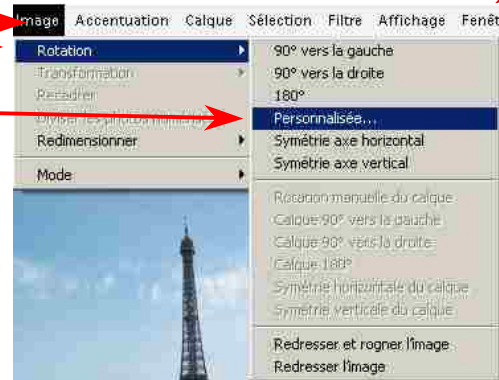 Image Accentuation Calque Sélection Filtre Affichage Fenêt
Rotation
Transformation
Recadrer
Redimensionner
Mode
90° vers la gauche
90° vers la droite
180°
Personnalisée...
Symétrie axe horizontal
Symétrie axe vertical
Rotation manuelle du calque
Calque 90° vers la gauche
Calque 90° vers la droite
Calque 180°
Symétrie horizontale du calque
Symétrie verticale du calque
Redresser et rogner l'image
Redresser l'image